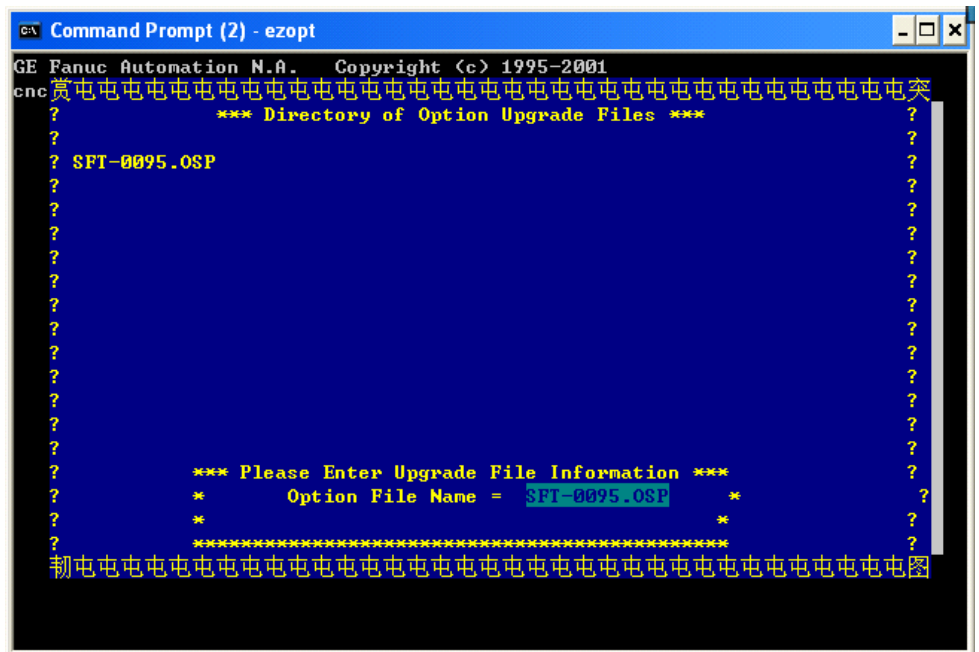 Command Prompt (2) - ezopt
GE Fanuc Automation N.A. Copyright (c) 1995-2001
cnc赏屯屯屯屯屯屯屯屯屯屯屯屯屯屯屯屯屯屯屯屯屯屯屯屯屯屯屯屯屯屯屯屯屯屯屯突
? *** Directory of Option Upgrade Files *** ?
? ?
? SFT-0095.OSP ?
? ?
? ?
? ?
? ?
? ?
? ?
? ?
? ?
? ?
? ?
? ?
? ?
? *** Please Enter Upgrade File Information *** ?
? * Option File Name = SFT-0095.OSP * ?
? * * ?
? ********************************************* ?
韧屯屯屯屯屯屯屯屯屯屯屯屯屯屯屯屯屯屯屯屯屯屯屯屯屯屯屯屯屯屯屯屯屯屯屯图